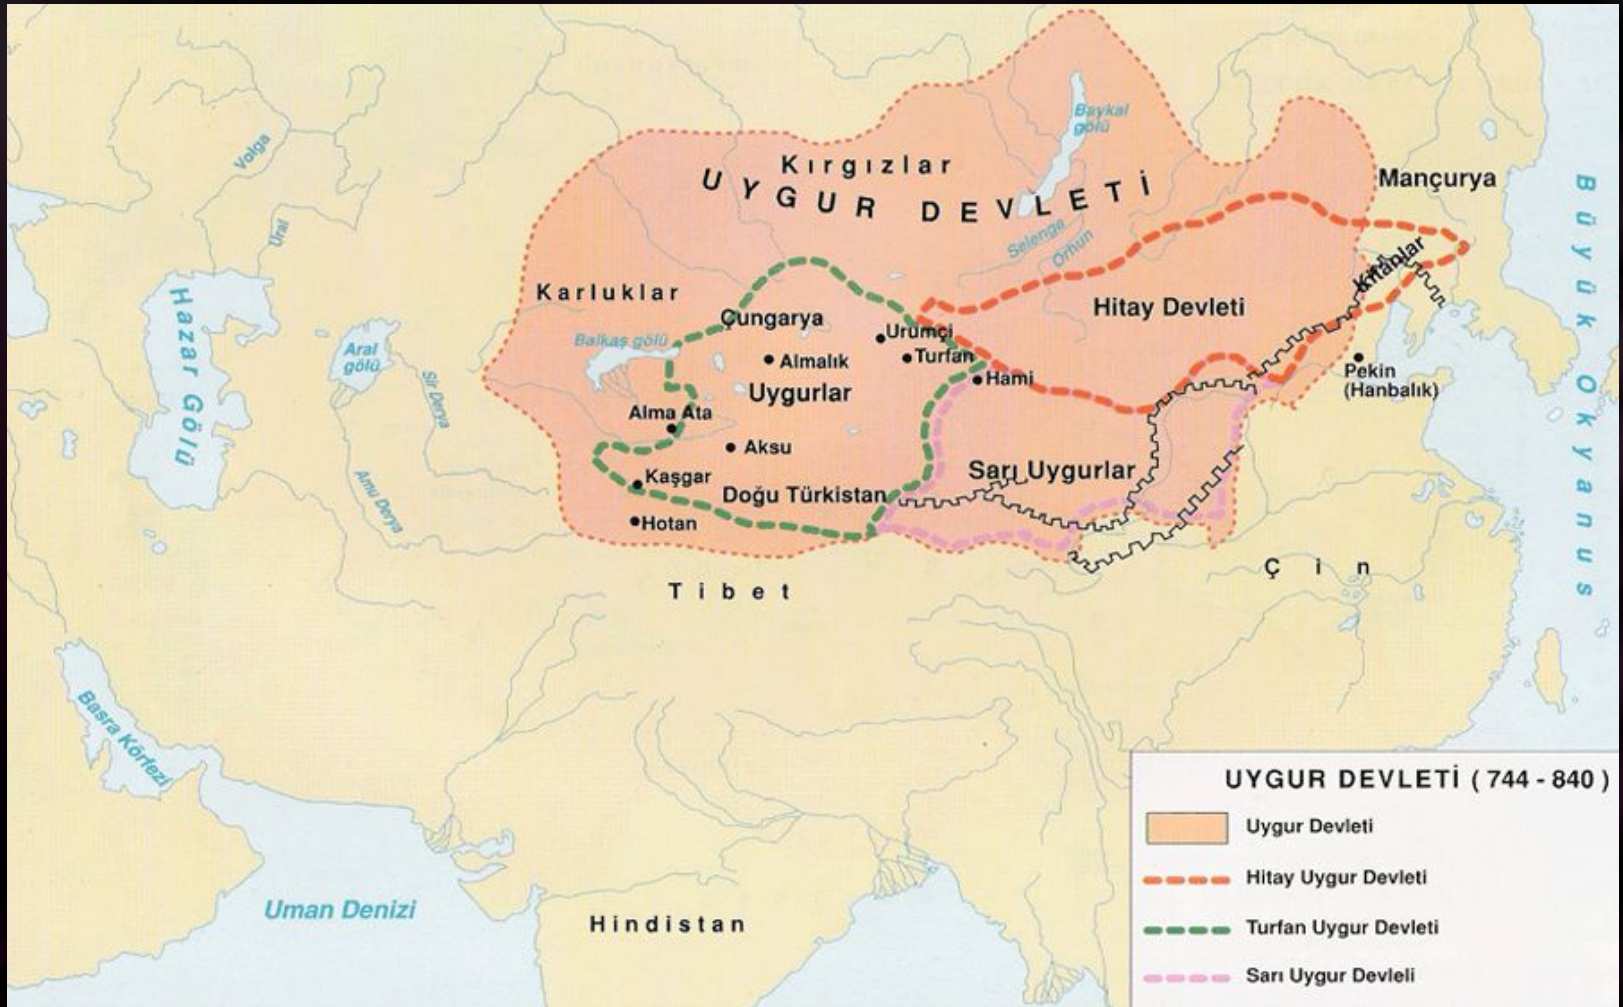 Baykal
gölü
Mançurya
Kırgızlar
UYGUR DEVLETİ
Volga
Ural
Selenge
Orhun
Kitanlar
Büyük Okyanus
Karluklar
Hazar Gölü
Çungarya
Hitay Devleti
Aral
gölü
Balkaş gölü
Urumçi
Turfan
Almalık
Hami
Pekin
(Hanbalık)
Sir Derya
Uygurlar
Alma Ata
Aksu
Sarı Uygurlar
Kaşgar
Doğu Türkistan
Amu Derya
Hotan
Çin
Tibet
Basra Körfezi
Uman Denizi
Hindistan
UYGUR DEVLETİ ( 744 - 840 )
Uygur Devleti
Hitay Uygur Devleti
Turfan Uygur Devleti
Sarı Uygur Devleli